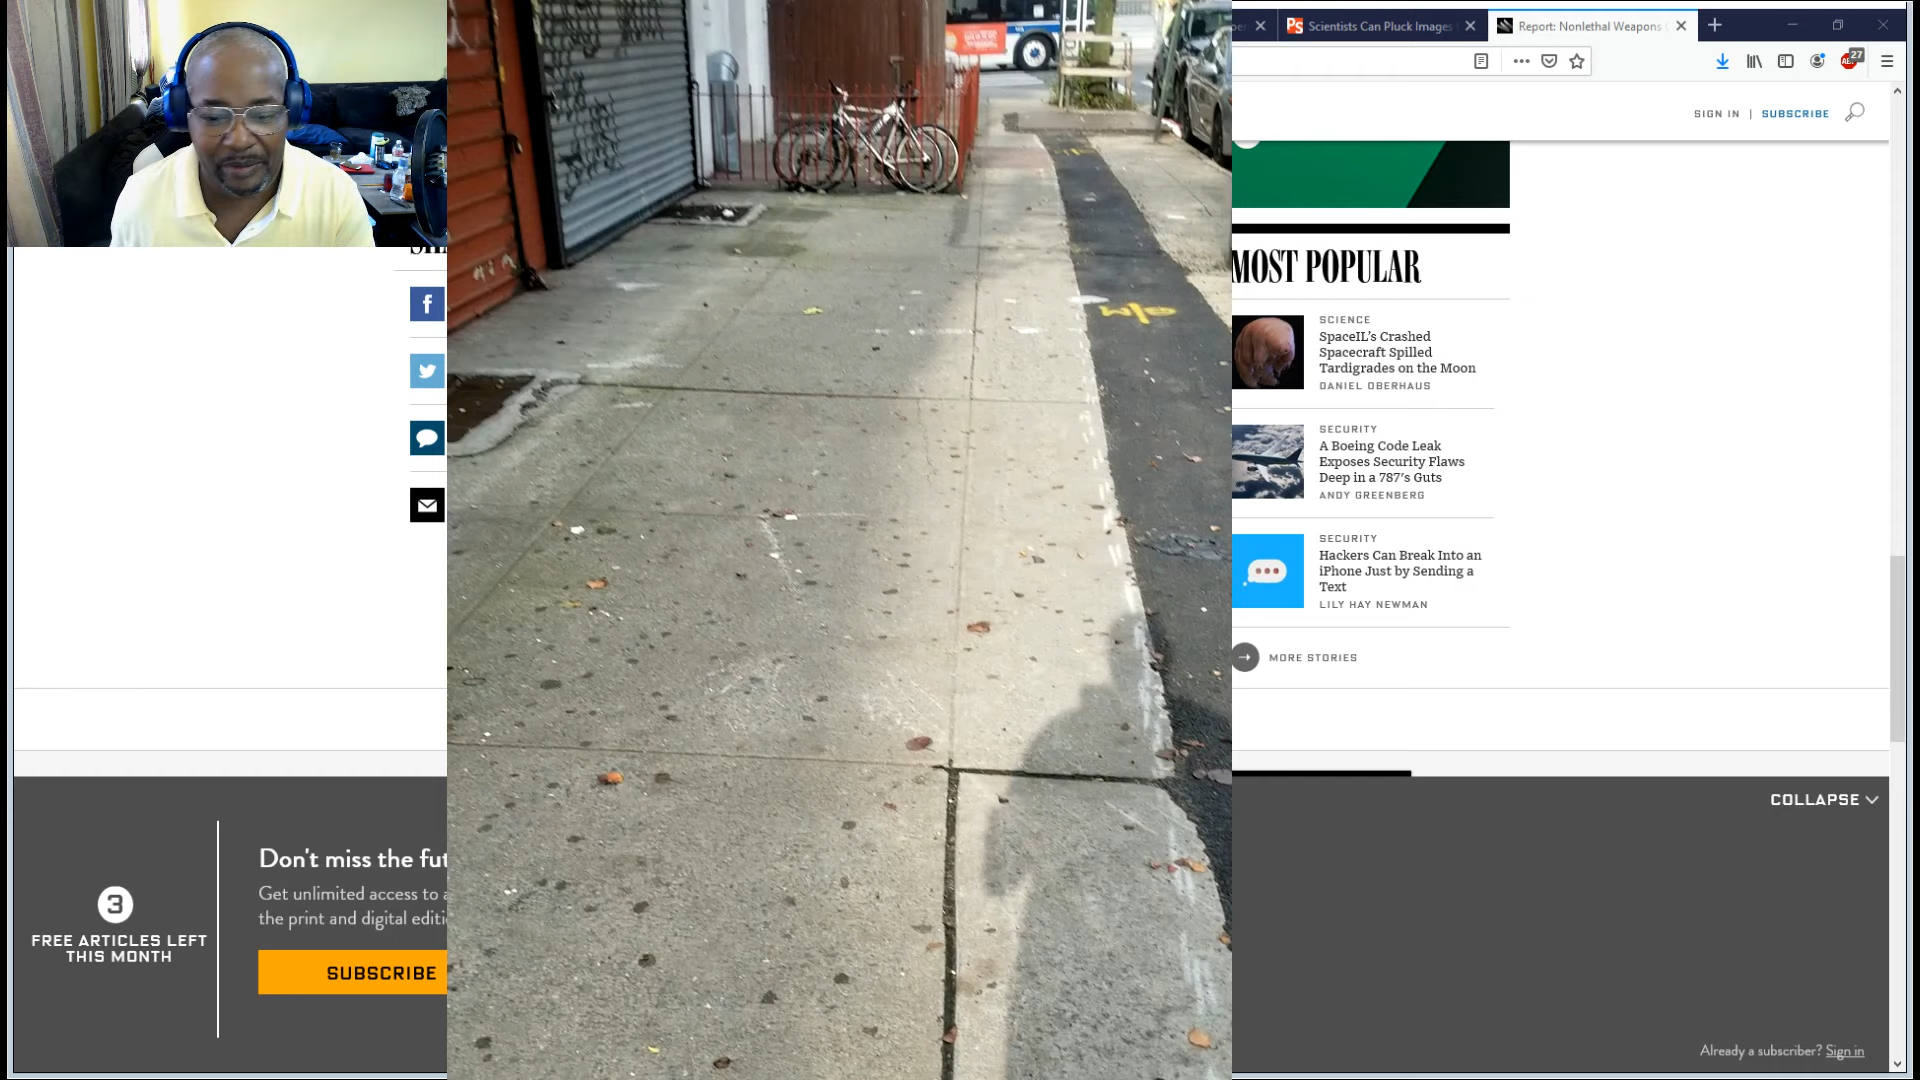 Scientists Can Pluck Images
Report: Nonlethal Weapons
27
SIGN IN | SUBSCRIBE
MOST POPULAR
SCIENCE
SpaceIL's Crashed
Spacecraft Spilled
Tardigrades on the Moon
DANIEL OBERHAUS
SECURITY
A Boeing Code Leak
Exposes Security Flaws
Deep in a 787's Guts
ANDY GREENBERG
SECURITY
Hackers Can Break Into an
iPhone Just by Sending a
Text
LILY HAY NEWMAN
MORE STORIES
COLLAPSE
3
FREE ARTICLES LEFT
THIS MONTH
Don't miss the fut
Get unlimited access to a
the print and digital editi
SUBSCRIBE
Already a subscriber? Sign in